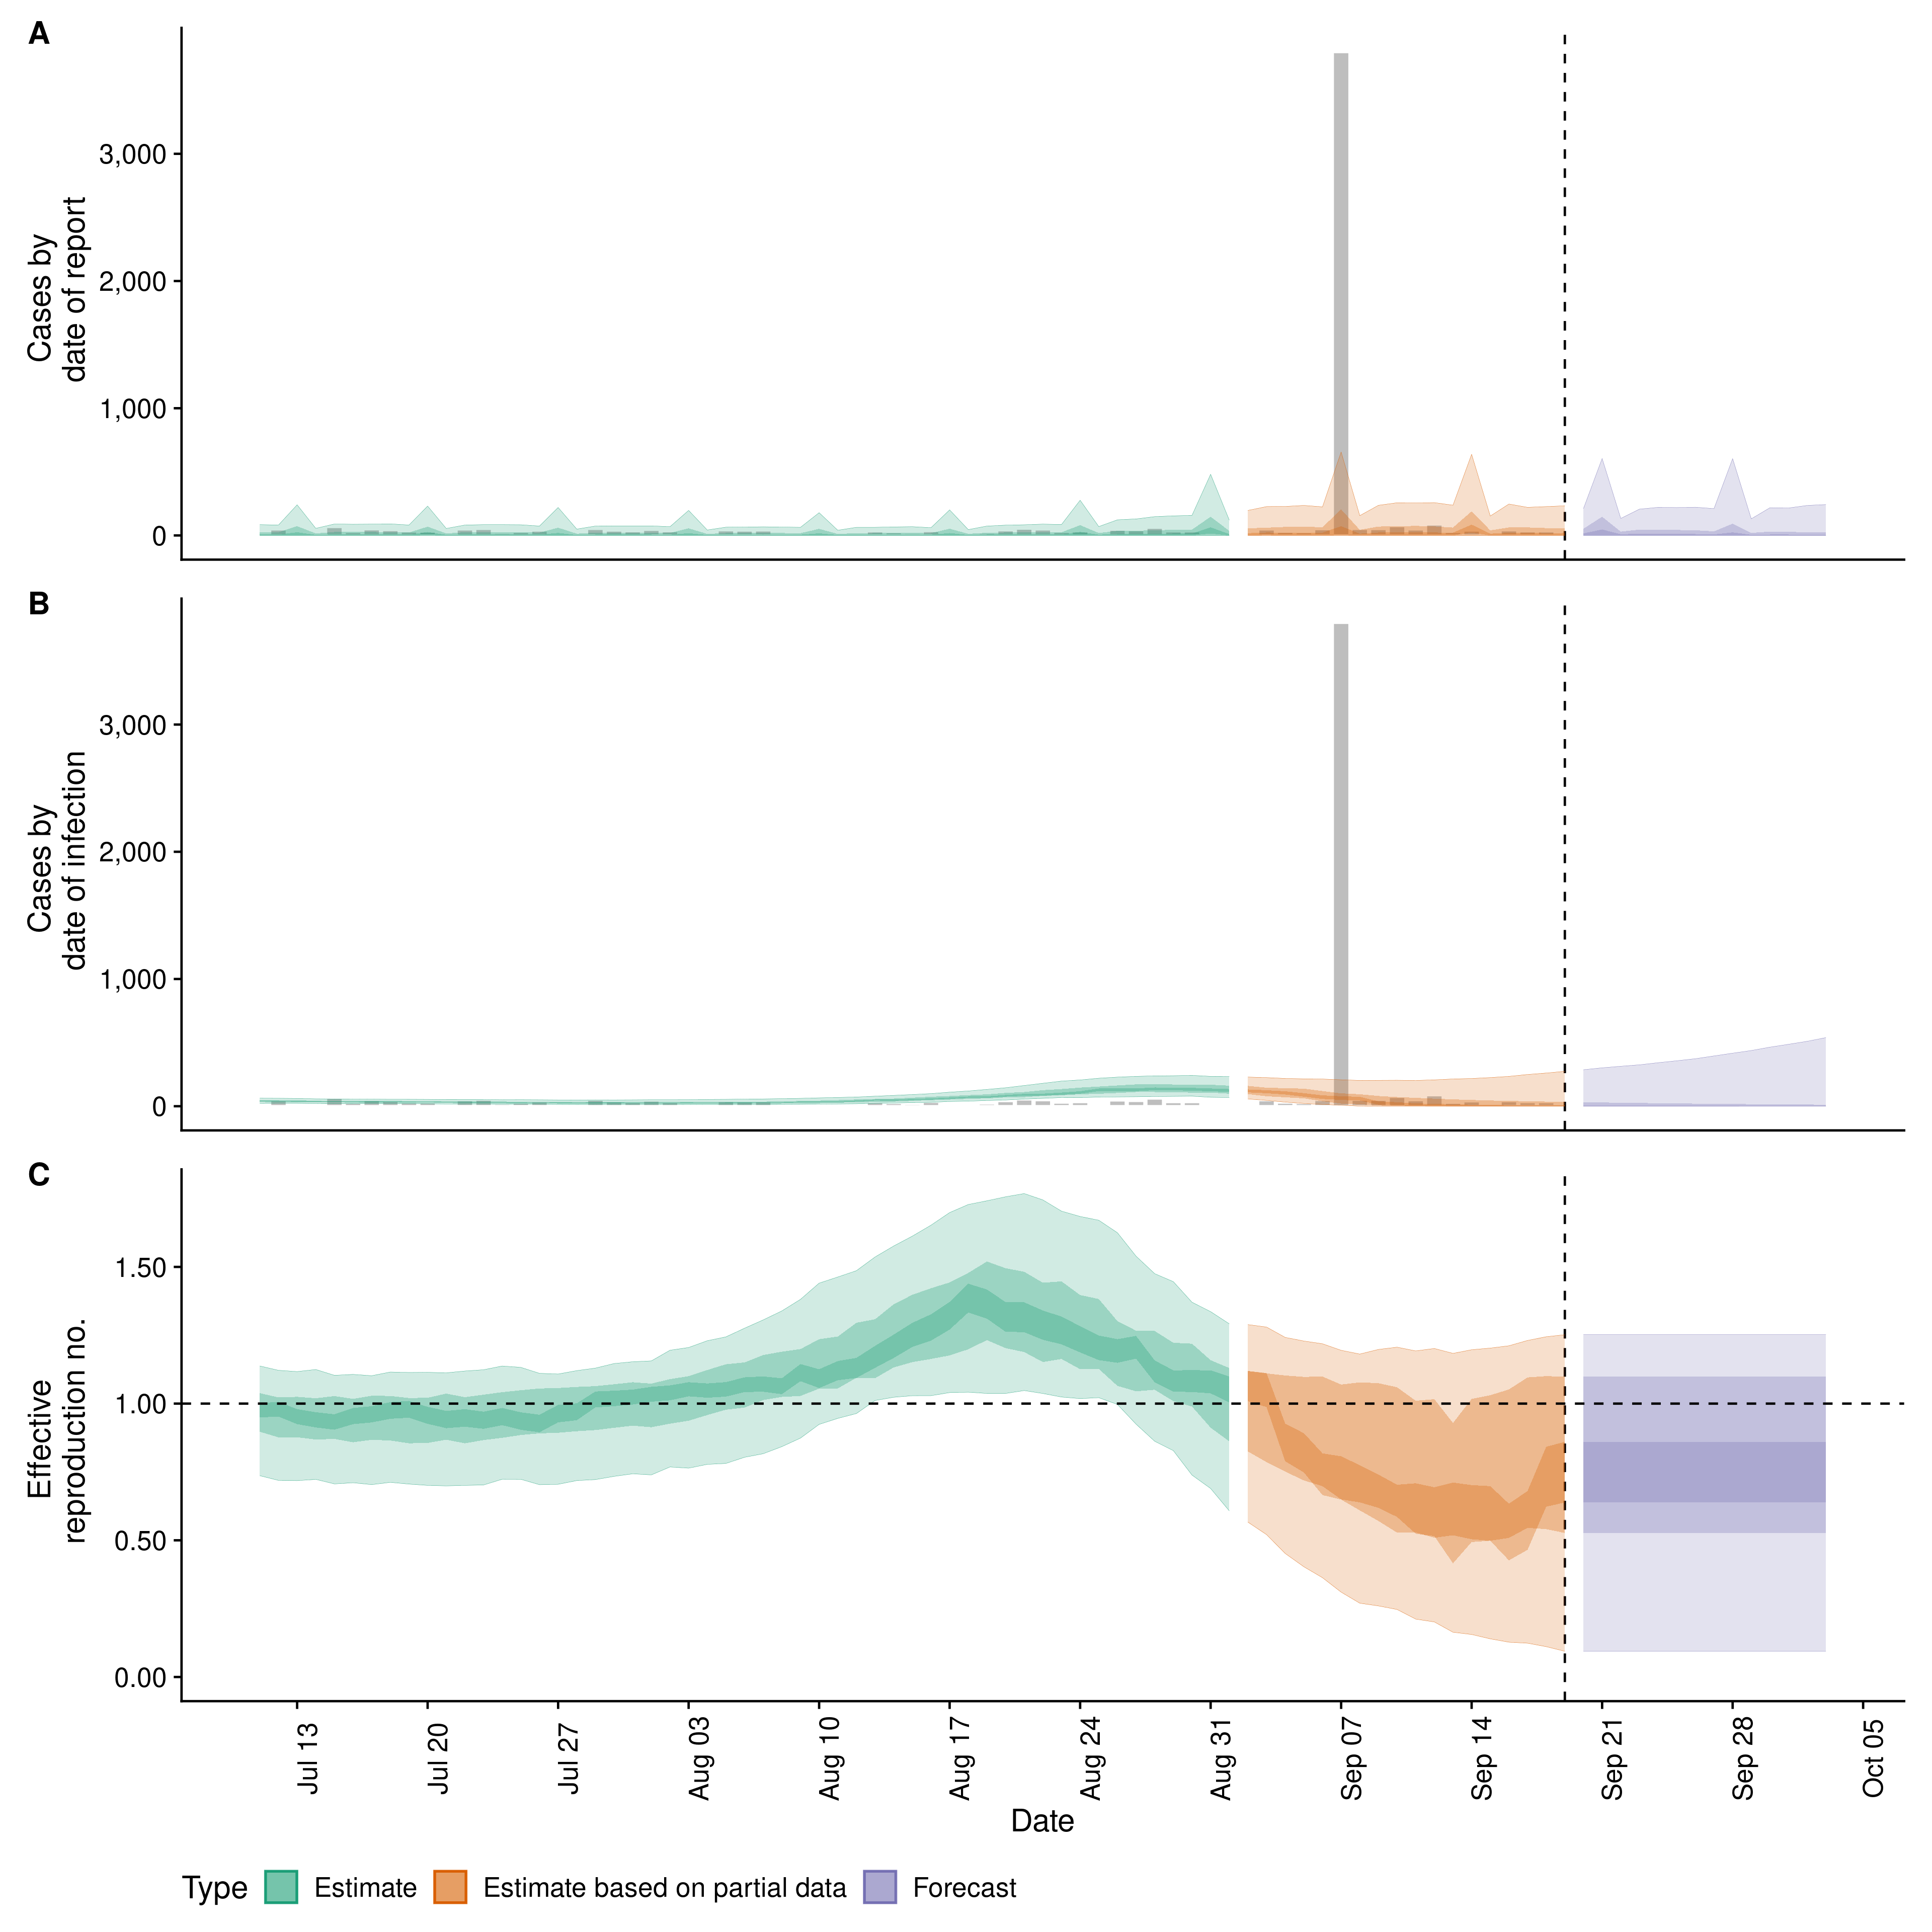 A
Cases by
date of report
3,000
2,000
1,000
0
B
Cases by
date of infection
3,000
2,000
1,000
0
C
Effective
reproduction no.
1.50
1.00
0.50
0.00
Jul 13
Jul 20
Jul 27
Aug 03
Aug 10
Aug 17
Aug 24
Aug 31
Sep 07
Sep 14
Sep 21
Sep 28
Oct 05
Date
Type
Estimate
Estimate based on partial data
Forecast